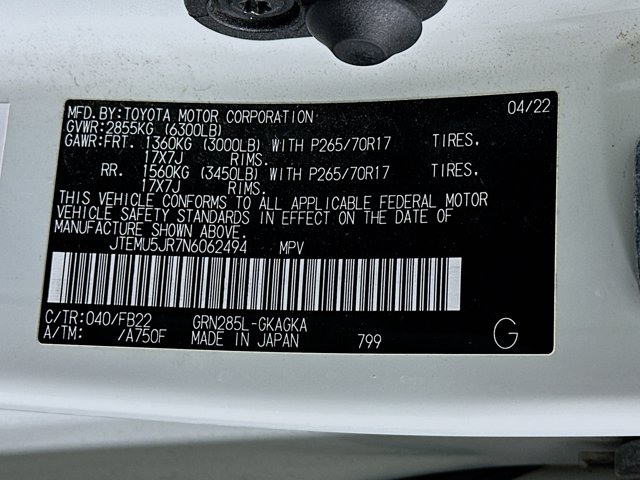 MFD.BY:TOYOTA MOTOR CORPORATION 04/22
GVWR:2855KG (6300LB)
GAWR:FRT. 1360KG (3000LB) WITH P265/70R17 TIRES,
17X7J RIMS.
RR. 1560KG (3450LB) WITH P265/70R17 TIRES,
17X7J RIMS.
THIS VEHICLE CONFORMS TO ALL APPLICABLE FEDERAL MOTOR
VEHICLE SAFETY STANDARDS IN EFFECT ON THE DATE OF
MANUFACTURE SHOWN ABOVE.
JTEMU5JR7N6062494 MPV
C/TR:040/FB22 GRN285L-GKAGKA
A/TM: /A750F MADE IN JAPAN 799 G